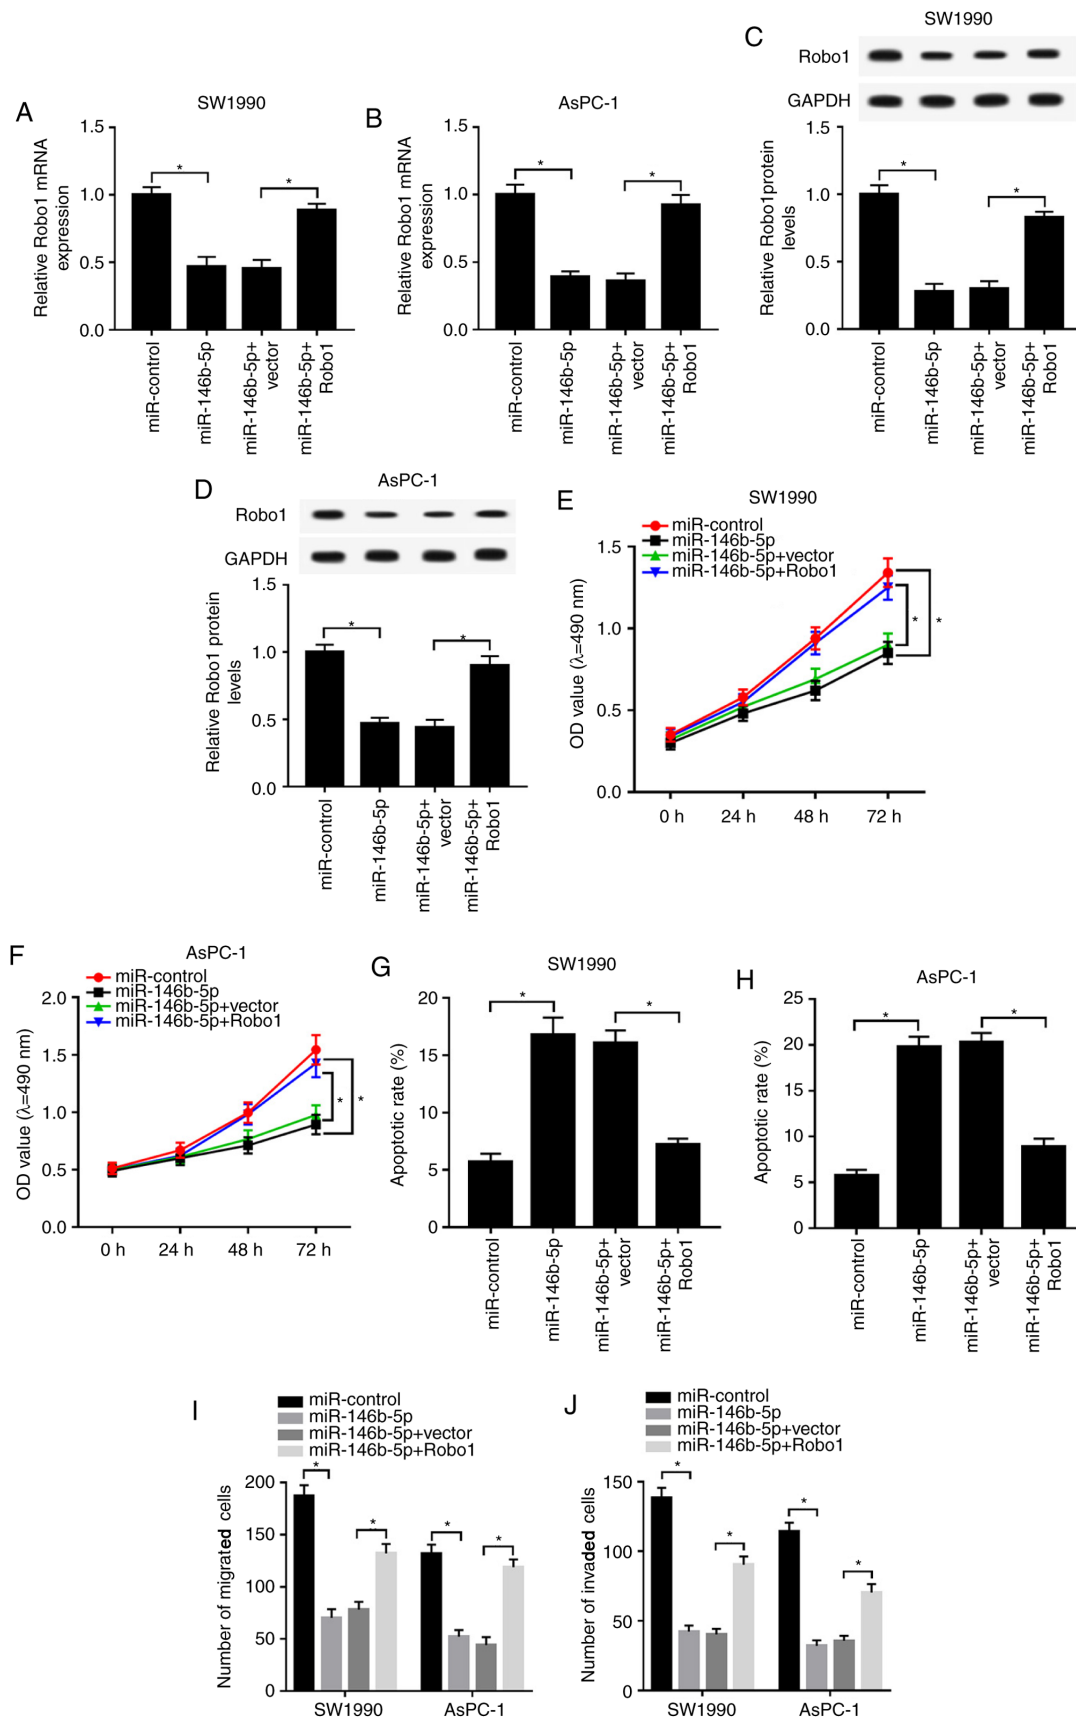 A
SW1990
Relative Robo1 mRNA
expression
1.5
1.0
0.5
0.0
*
*
miR-control
miR-146b-5p
miR-146b-5p+
vector
miR-146b-5p+
Robo1
B
AsPC-1
Relative Robo1 mRNA
expression
1.5
1.0
0.5
0.0
*
*
miR-control
miR-146b-5p
miR-146b-5p+
vector
miR-146b-5p+
Robo1
C
SW1990
Robo1
GAPDH
Relative Robo1protein
levels
1.5
1.0
0.5
0.0
*
*
miR-control
miR-146b-5p
miR-146b-5p+
vector
miR-146b-5p+
Robo1
D
AsPC-1
Robo1
GAPDH
Relative Robo1 protein
levels
1.5
1.0
0.5
0.0
*
*
miR-control
miR-146b-5p
miR-146b-5p+
vector
miR-146b-5p+
Robo1
E
SW1990
miR-control
miR-146b-5p
miR-146b-5p+vector
miR-146b-5p+Robo1
OD value (λ=490 nm)
1.5
1.0
0.5
0.0
*
*
0 h
24 h
48 h
72 h
F
AsPC-1
miR-control
miR-146b-5p
miR-146b-5p+vector
miR-146b-5p+Robo1
OD value (λ=490 nm)
2.0
1.5
1.0
0.5
0.0
*
*
0 h
24 h
48 h
72 h
G
SW1990
Apoptotic rate (%)
20
15
10
5
0
*
*
miR-control
miR-146b-5p
miR-146b-5p+
vector
miR-146b-5p+
Robo1
H
AsPC-1
Apoptotic rate (%)
25
20
15
10
5
0
*
*
miR-control
miR-146b-5p
miR-146b-5p+
vector
miR-146b-5p+
Robo1
I
miR-control
miR-146b-5p
miR-146b-5p+vector
miR-146b-5p+Robo1
Number of migrated cells
200
150
100
50
0
*
*
*
*
SW1990
AsPC-1
J
miR-control
miR-146b-5p
miR-146b-5p+vector
miR-146b-5p+Robo1
Number of invaded cells
150
100
50
0
*
*
*
*
SW1990
AsPC-1